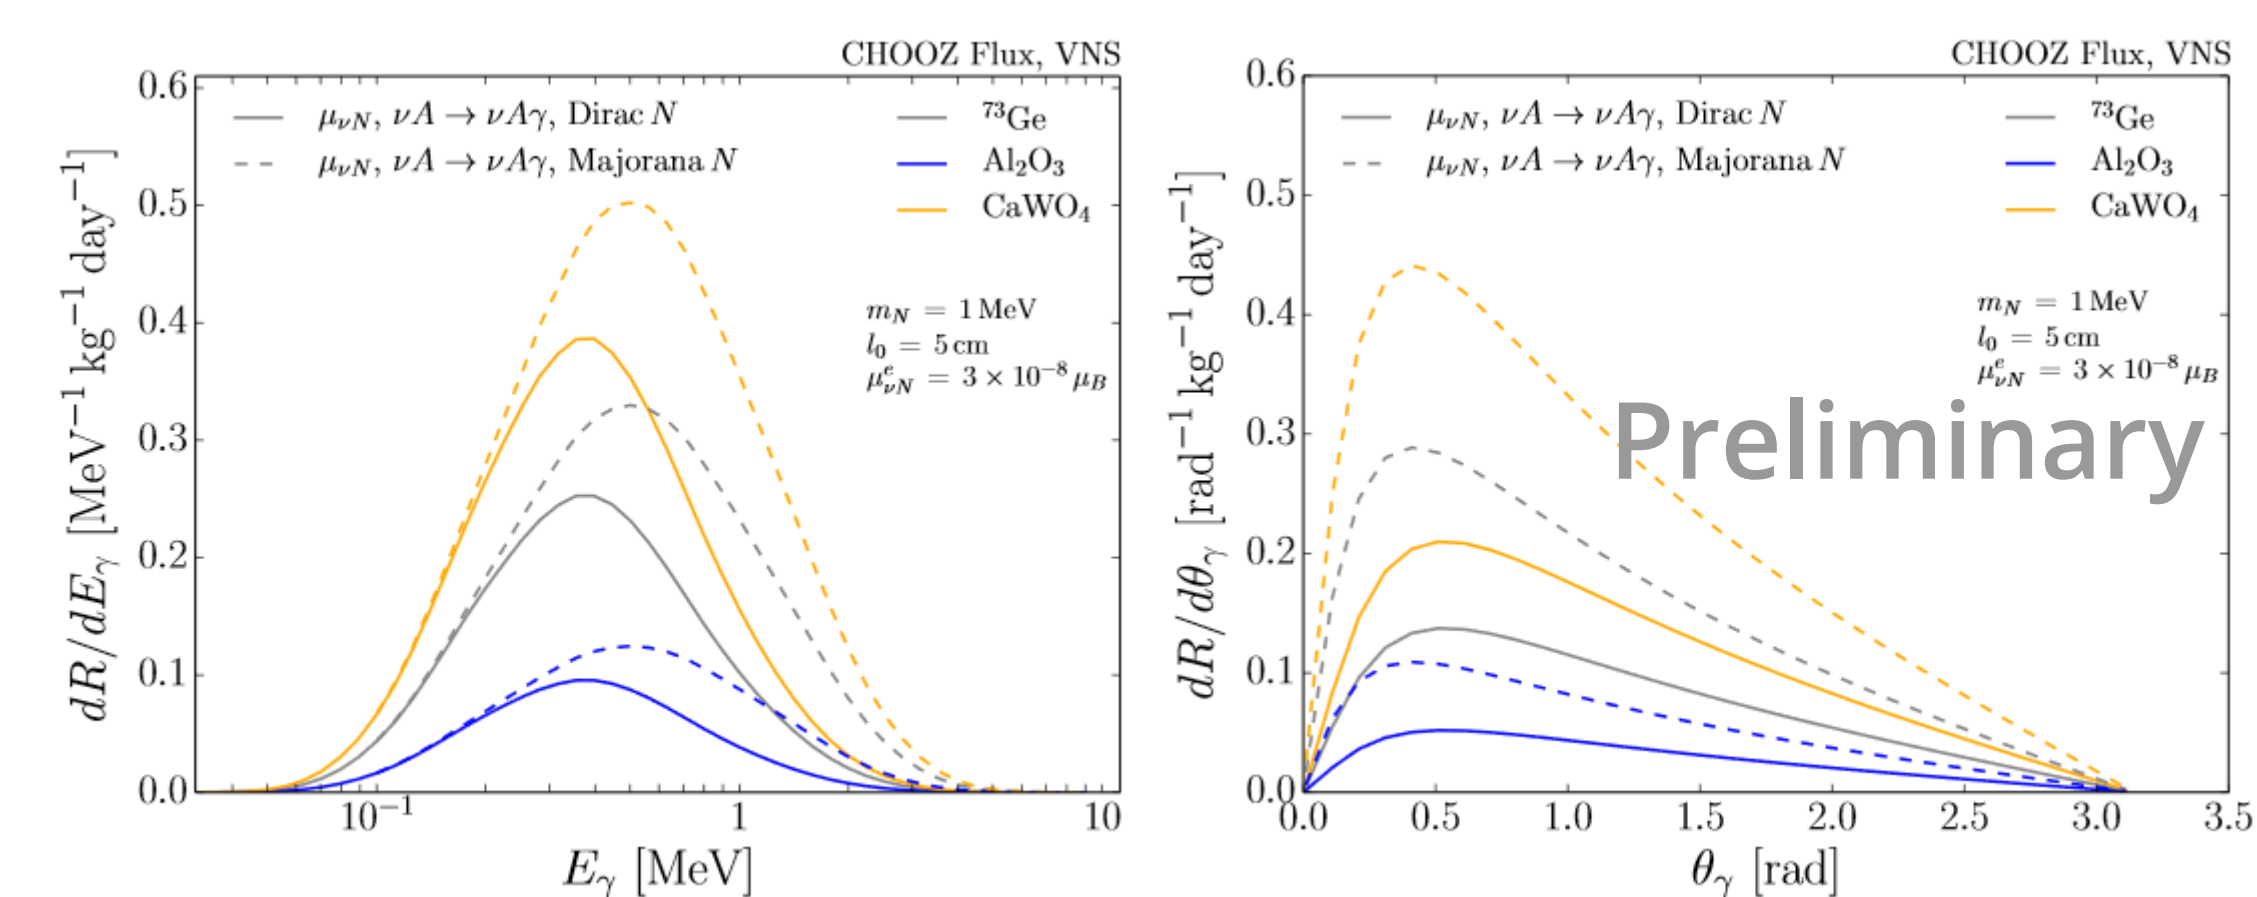 CHOOZ Flux, VNS
μνN, νA → νAγ, Dirac N
μνN, νA → νAγ, Majorana N
⁷³Ge
Al₂O₃
CaWO₄
mN = 1 MeV
l₀ = 5 cm
μᵉνN = 3 × 10⁻⁸ μB
dR/dEγ [MeV⁻¹ kg⁻¹ day⁻¹]
0.6
0.5
0.4
0.3
0.2
0.1
0.0
10⁻¹
1
10
Eγ [MeV]
CHOOZ Flux, VNS
μνN, νA → νAγ, Dirac N
μνN, νA → νAγ, Majorana N
⁷³Ge
Al₂O₃
CaWO₄
mN = 1 MeV
l₀ = 5 cm
μᵉνN = 3 × 10⁻⁸ μB
Preliminary
dR/dθγ [rad⁻¹ kg⁻¹ day⁻¹]
0.6
0.5
0.4
0.3
0.2
0.1
0.0
0.0
0.5
1.0
1.5
2.0
2.5
3.0
3.5
θγ [rad]